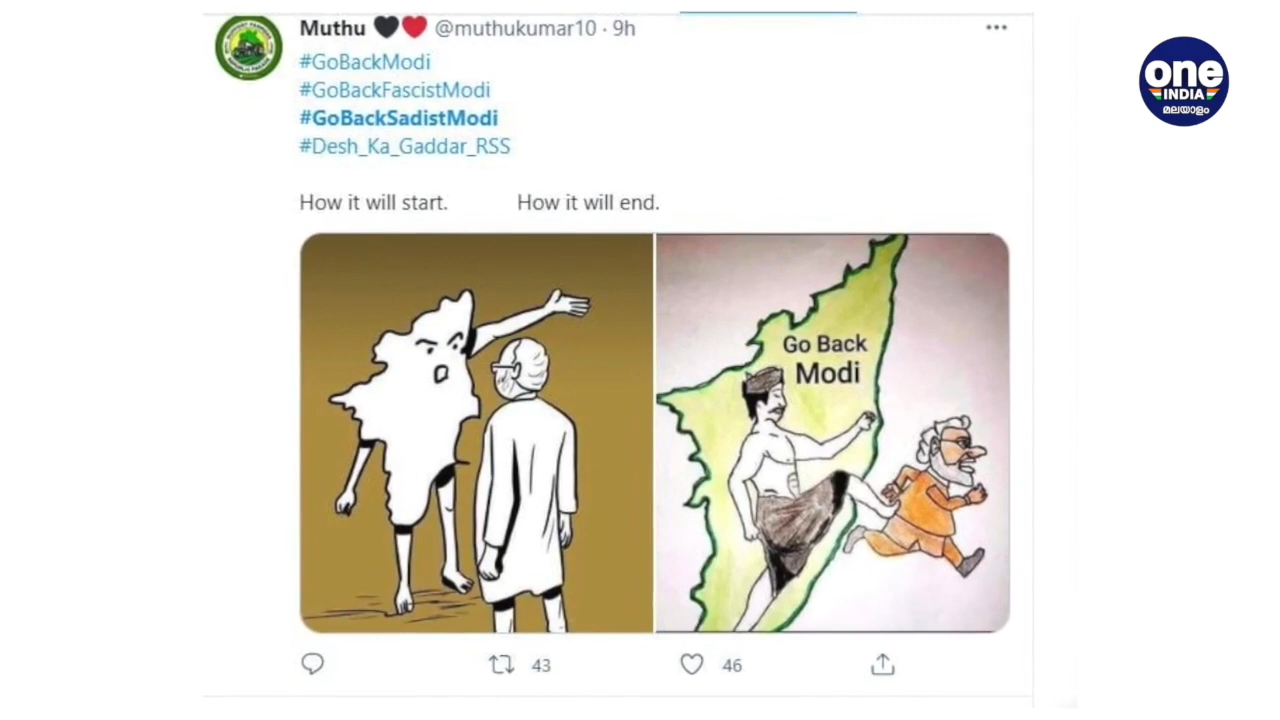 Muthu 🖤❤️ @muthukumar10 · 9h
#GoBackModi
#GoBackFascistModi
#GoBackSadistModi
#Desh_Ka_Gaddar_RSS
How it will start. How it will end.
Go Back
Modi
43 46
one
INDIA
മലയാളം